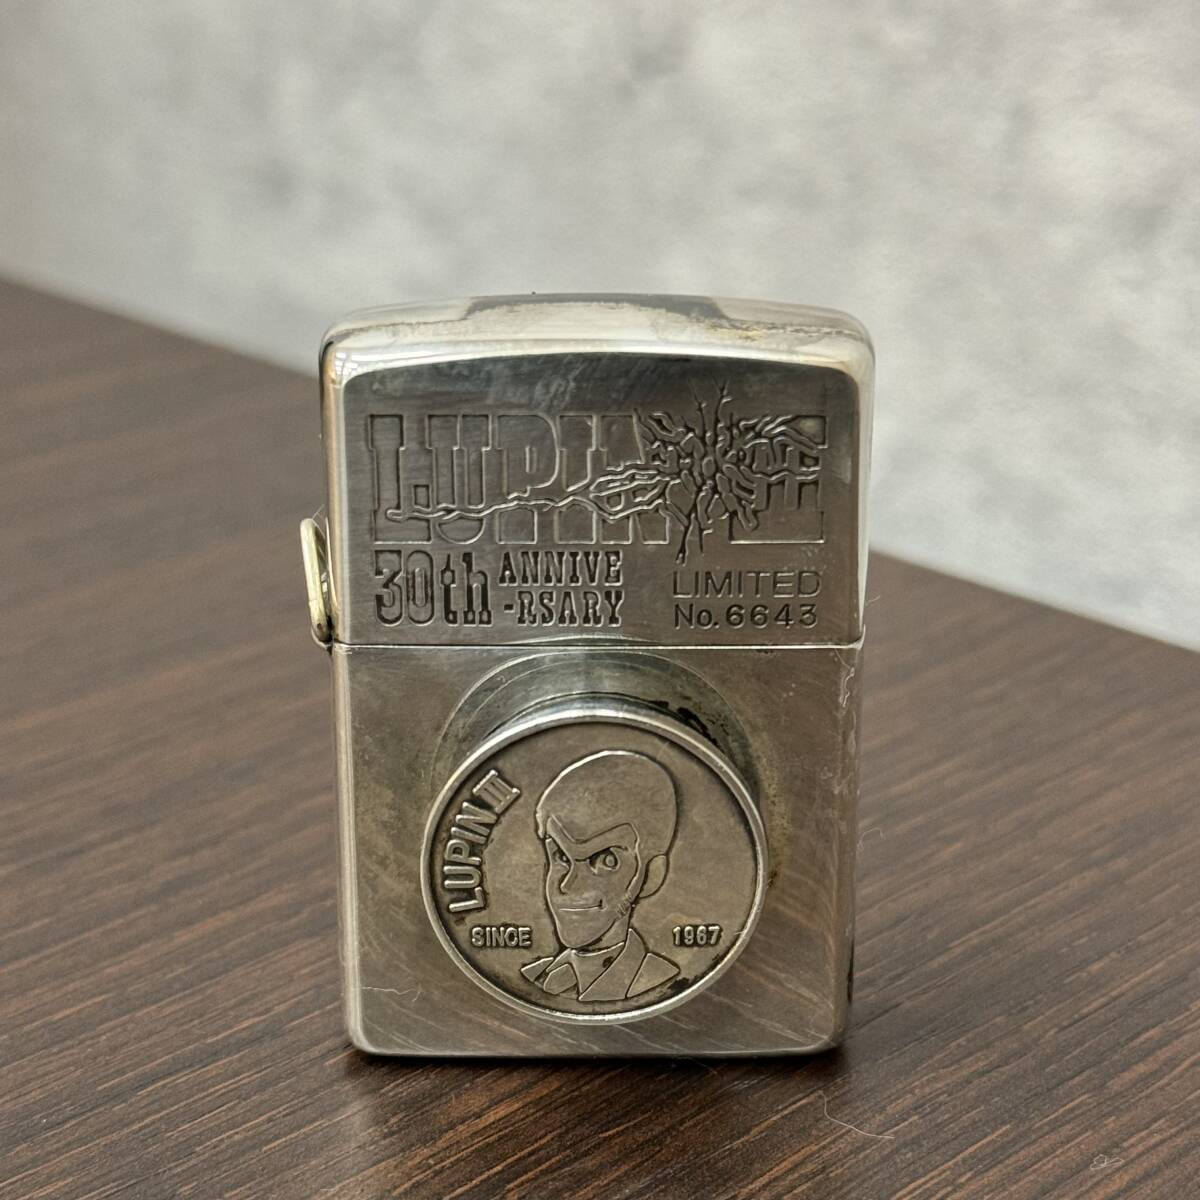 LUPIN III
30th ANNIVE
-RSARY
LIMITED
No.6643
LUPIN III
SINCE 1967